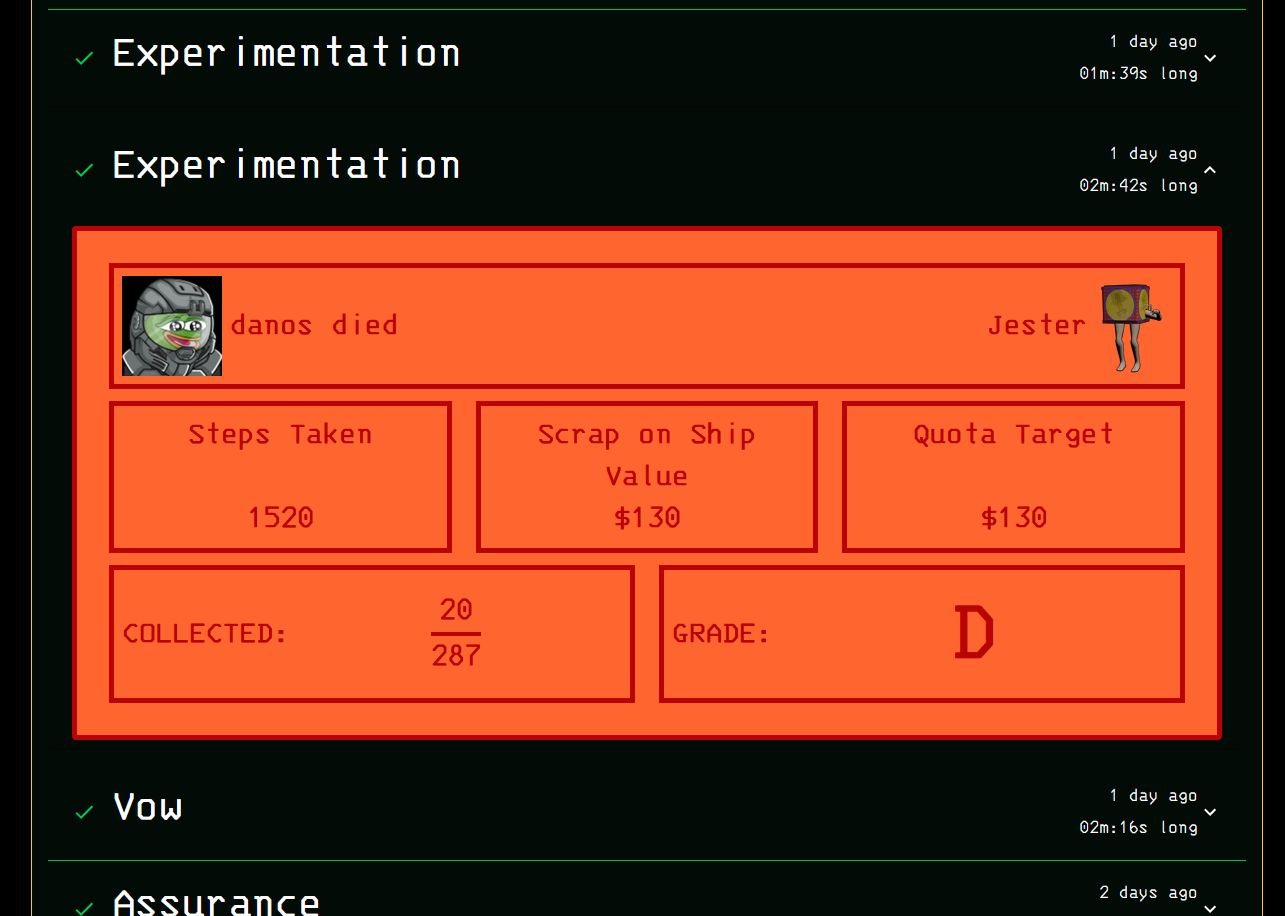 Experimentation
1 day ago
01m:39s long
Experimentation
1 day ago
02m:42s long
danos died
Jester
Steps Taken
1520
Scrap on Ship
Value
$130
Quota Target
$130
COLLECTED:
20
287
GRADE:
D
Vow
1 day ago
02m:16s long
Assurance
2 days ago